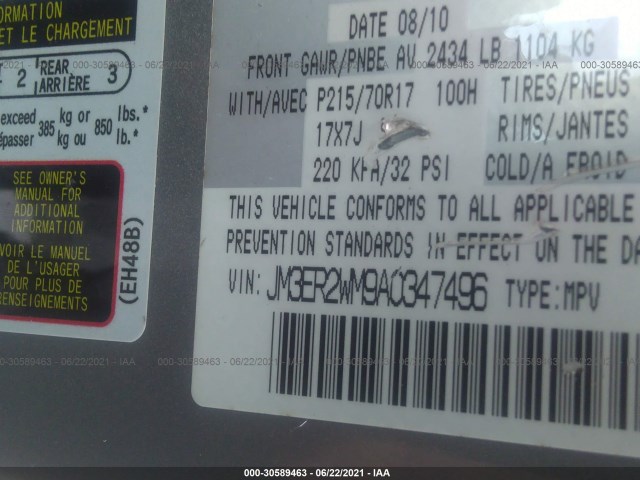 FORMATION
ET LE CHARGEMENT
2 REAR ARRIÈRE 3
exceed 385 kg or 850 lbs.*
dépasser kg ou lb.*
SEE OWNER'S
MANUAL FOR
ADDITIONAL
INFORMATION
VOIR LE MANUEL
DE L'USAGER
POUR PLUS DE
RENSEIGNEMENTS
(EH48B)
DATE 08/10
FRONT GAWR/PNBE AV 2434 LB 1104 KG
WITH/AVEC P215/70R17 100H TIRES/PNEUS
17X7J RIMS/JANTES
220 KPA/32 PSI COLD/A FROID
THIS VEHICLE CONFORMS TO ALL APPLICABLE
PREVENTION STANDARDS IN EFFECT ON THE DA
VIN: JM3ER2WM9A0347496 TYPE: MPV
000-30589463 - 06/22/2021 - IAA